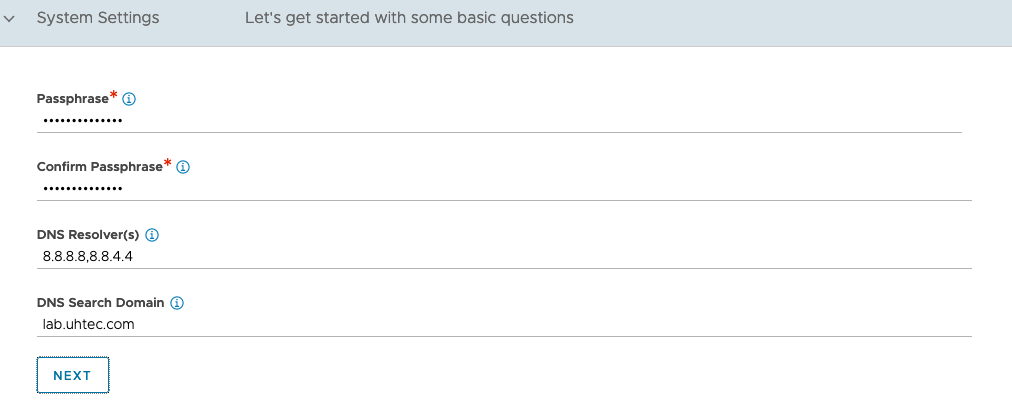 System Settings Let's get started with some basic questions
Passphrase*
••••••••••••••
Confirm Passphrase*
••••••••••••••
DNS Resolver(s)
8.8.8.8,8.8.4.4
DNS Search Domain
lab.uhtec.com
NEXT